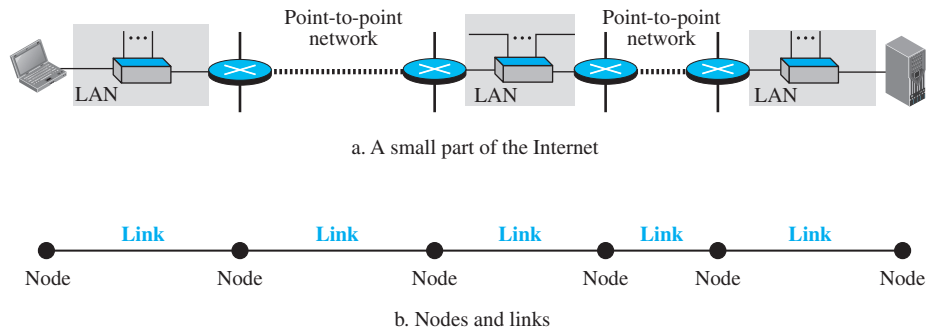 Point-to-point
network
Point-to-point
network
LAN
LAN
LAN
a. A small part of the Internet
Link
Link
Link
Link
Link
Node
Node
Node
Node
Node
Node
b. Nodes and links